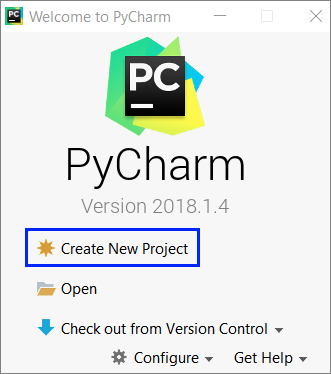 Welcome to PyCharm
PC
PyCharm
Version 2018.1.4
Create New Project
Open
Check out from Version Control
Configure Get Help